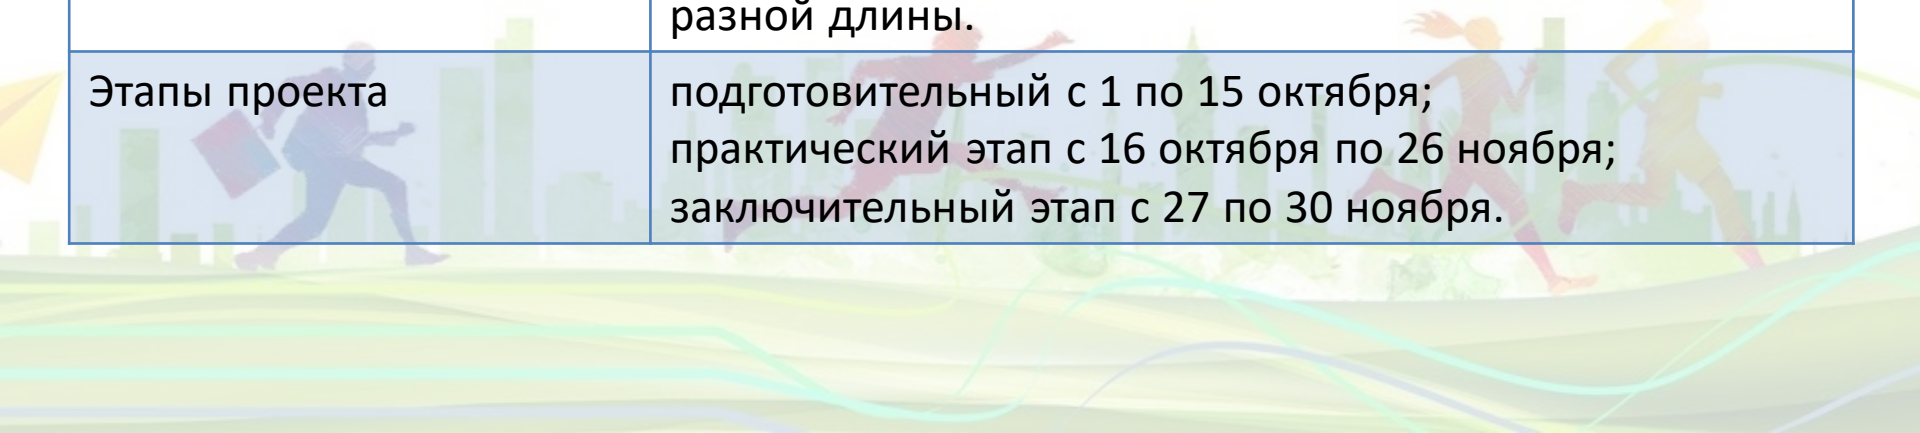 разной длины.
Этапы проекта
подготовительный с 1 по 15 октября;
практический этап с 16 октября по 26 ноября;
заключительный этап с 27 по 30 ноября.